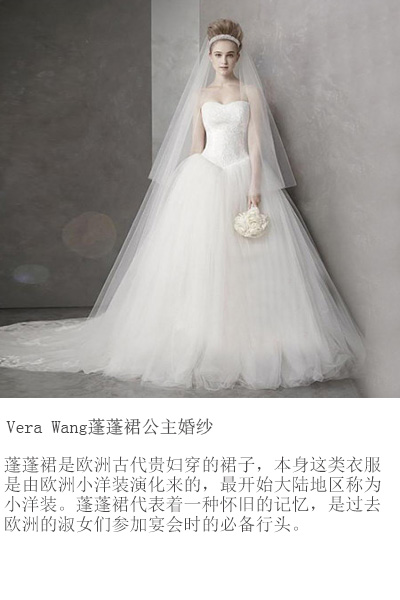 Vera Wang蓬蓬裙公主婚纱
蓬蓬裙是欧洲古代贵妇穿的裙子，本身这类衣服
是由欧洲小洋装演化来的，最开始大陆地区称为
小洋装。蓬蓬裙代表着一种怀旧的记忆，是过去
欧洲的淑女们参加宴会时的必备行头。